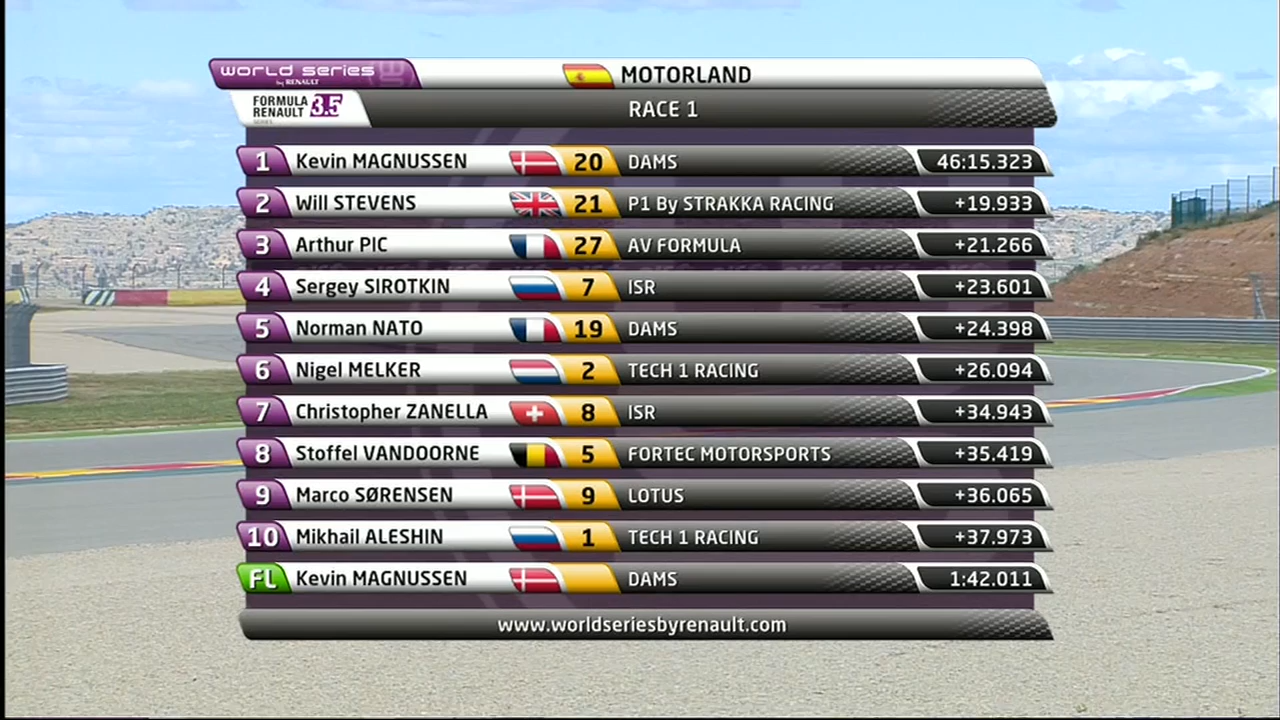 world series
by RENAULT
MOTORLAND
FORMULA
RENAULT 3.5
SERIES
RACE 1
1 Kevin MAGNUSSEN 20 DAMS 46:15.323
2 Will STEVENS 21 P1 By STRAKKA RACING +19.933
3 Arthur PIC 27 AV FORMULA +21.266
4 Sergey SIROTKIN 7 ISR +23.601
5 Norman NATO 19 DAMS +24.398
6 Nigel MELKER 2 TECH 1 RACING +26.094
7 Christopher ZANELLA 8 ISR +34.943
8 Stoffel VANDOORNE 5 FORTEC MOTORSPORTS +35.419
9 Marco SØRENSEN 9 LOTUS +36.065
10 Mikhail ALESHIN 1 TECH 1 RACING +37.973
FL Kevin MAGNUSSEN DAMS 1:42.011
www.worldseriesbyrenault.com